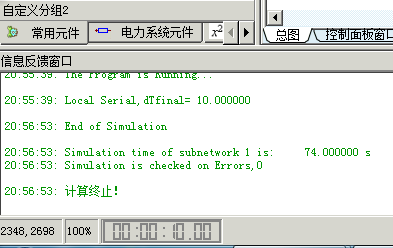 自定义分组2
常用元件 电力系统元件 x²
总图 控制面板窗口
信息反馈窗口
20:55:39: The Program is Running...
20:55:39: Local Serial,dTfinal= 10.000000
20:56:53: End of Simulation
20:56:53: Simulation time of subnetwork 1 is: 74.000000 s
20:56:53: Simulation is checked on Errors,0
20:56:53: 计算终止!
2348,2698 100% 00:00:10.00